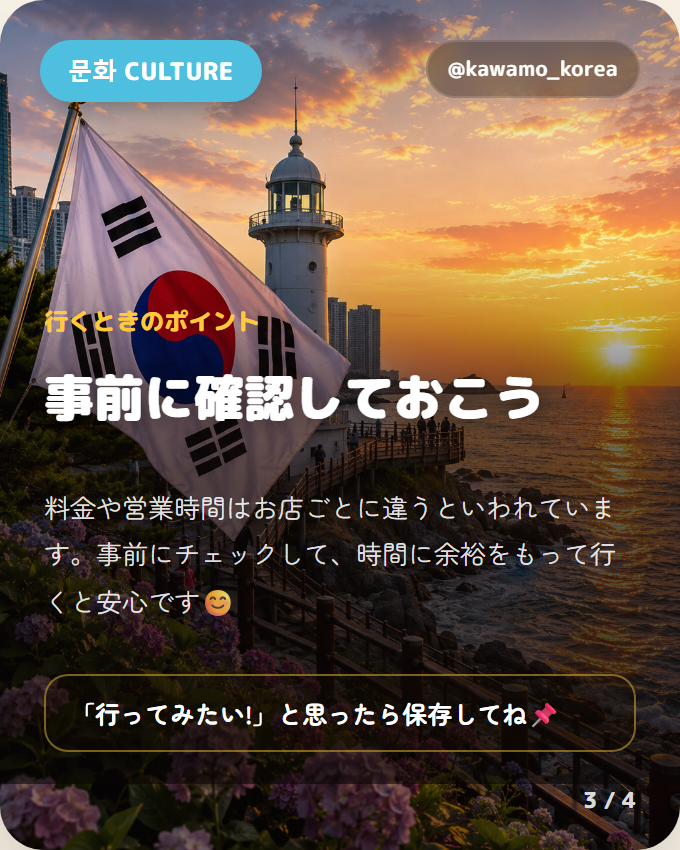 문화 CULTURE
@kawamo_korea
行くときのポイント
事前に確認しておこう
料金や営業時間はお店ごとに違うといわれていま
す。事前にチェックして、時間に余裕をもって行
くと安心です😊
「行ってみたい!」と思ったら保存してね📌
3 / 4